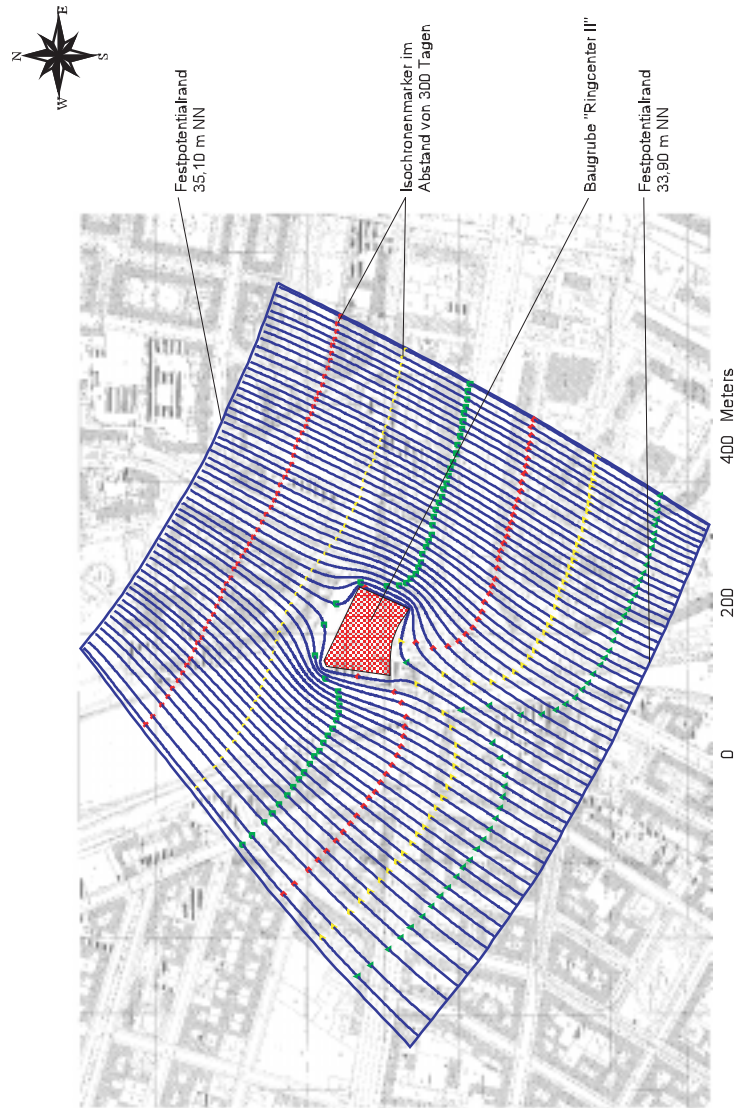 N
E
W
S
Festpotentialrand
35,10 m NN
Isochronenmarker im
Abstand von 300 Tagen
Baugrube "Ringcenter II"
Festpotentialrand
33,90 m NN
0
200
400 Meters